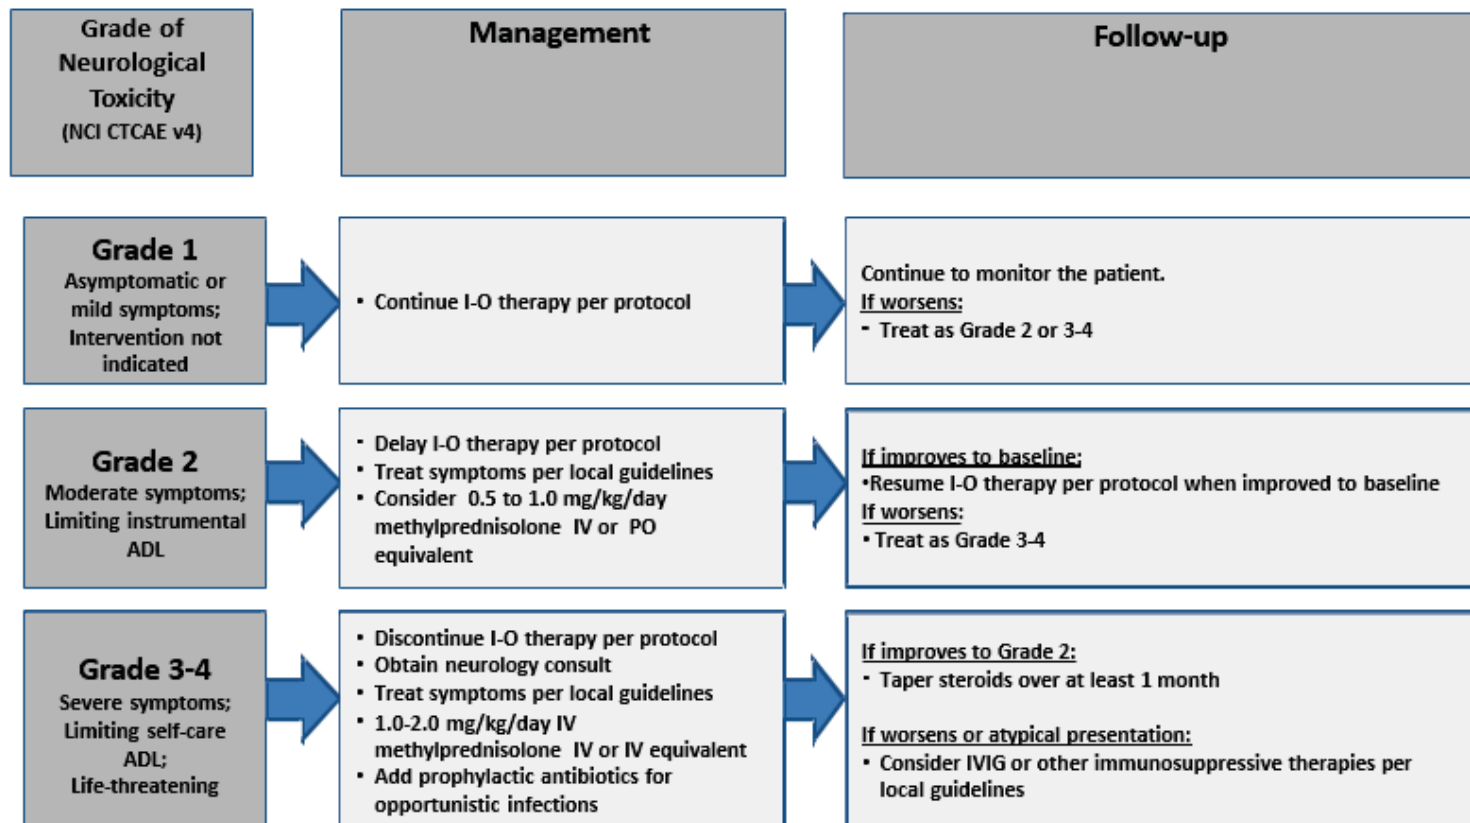 Grade of
Neurological
Toxicity
(NCI CTCAE v4)
Management
Follow-up
Grade 1
Asymptomatic or
mild symptoms;
Intervention not
indicated
• Continue I-O therapy per protocol
Continue to monitor the patient.
If worsens:
- Treat as Grade 2 or 3-4
Grade 2
Moderate symptoms;
Limiting instrumental
ADL
• Delay I-O therapy per protocol
• Treat symptoms per local guidelines
• Consider 0.5 to 1.0 mg/kg/day
methylprednisolone IV or PO
equivalent
If improves to baseline:
•Resume I-O therapy per protocol when improved to baseline
If worsens:
• Treat as Grade 3-4
Grade 3-4
Severe symptoms;
Limiting self-care
ADL;
Life-threatening
• Discontinue I-O therapy per protocol
• Obtain neurology consult
• Treat symptoms per local guidelines
• 1.0-2.0 mg/kg/day IV
methylprednisolone IV or IV equivalent
• Add prophylactic antibiotics for
opportunistic infections
If improves to Grade 2:
• Taper steroids over at least 1 month
If worsens or atypical presentation:
• Consider IVIG or other immunosuppressive therapies per
local guidelines